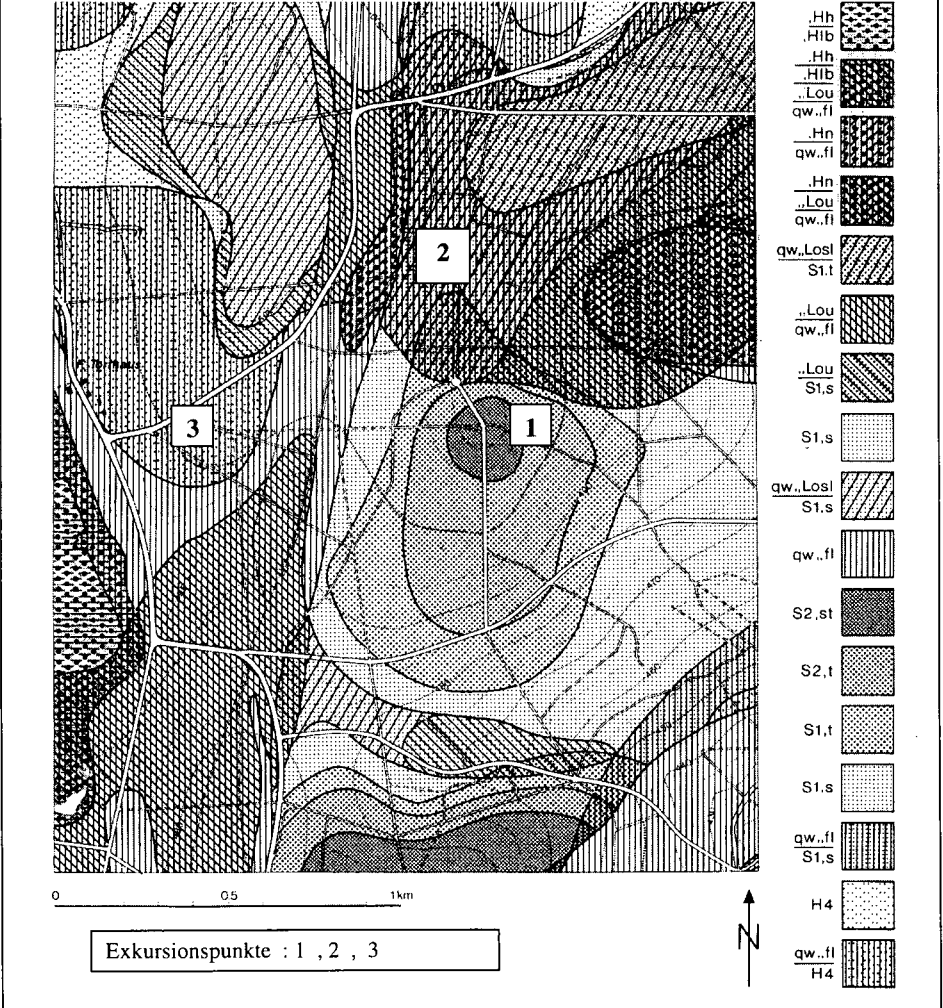 .Hh
.Hlb
.Hh
.Hlb
,,Lou
qw,,fl
.Hn
qw,,fl
.Hn
,,Lou
qw,,fl
qw,,Losl
S1,t
,,Lou
qw,,fl
,,Lou
S1,s
S1,s
qw,,Losl
S1,s
qw,,fl
S2,st
S2,t
S1,t
S1,s
qw,,fl
S1,s
H4
qw,,fl
H4
2
1
3
0
0.5
1km
N
Exkursionspunkte : 1 , 2 , 3